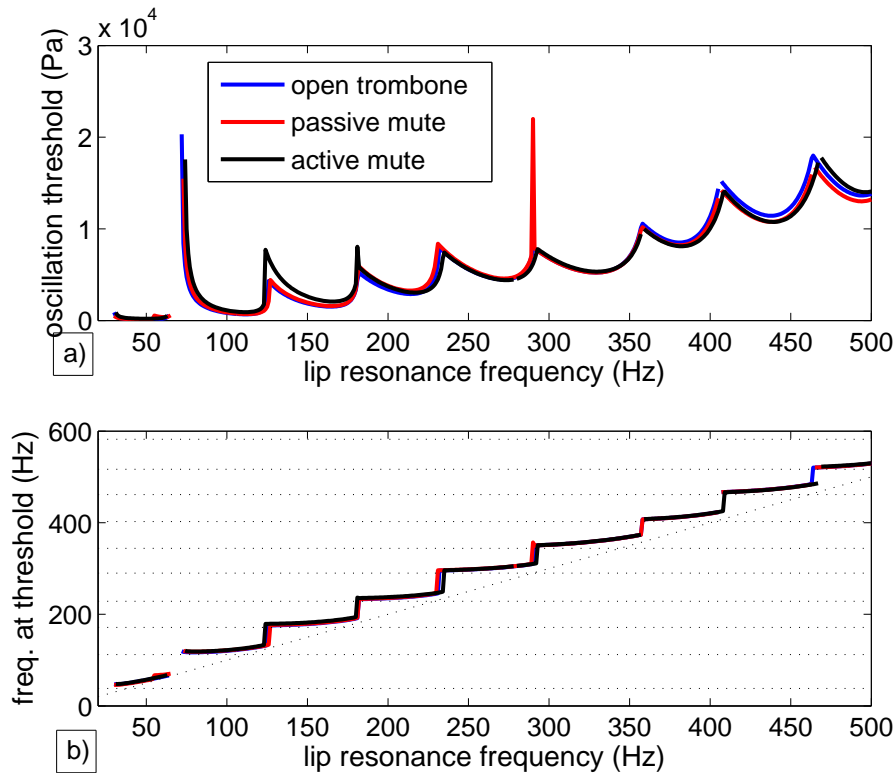 x 10^4
3
2
1
0
oscillation threshold (Pa)
open trombone
passive mute
active mute
50 100 150 200 250 300 350 400 450 500
lip resonance frequency (Hz)
a)
600
400
200
0
freq. at threshold (Hz)
50 100 150 200 250 300 350 400 450 500
lip resonance frequency (Hz)
b)